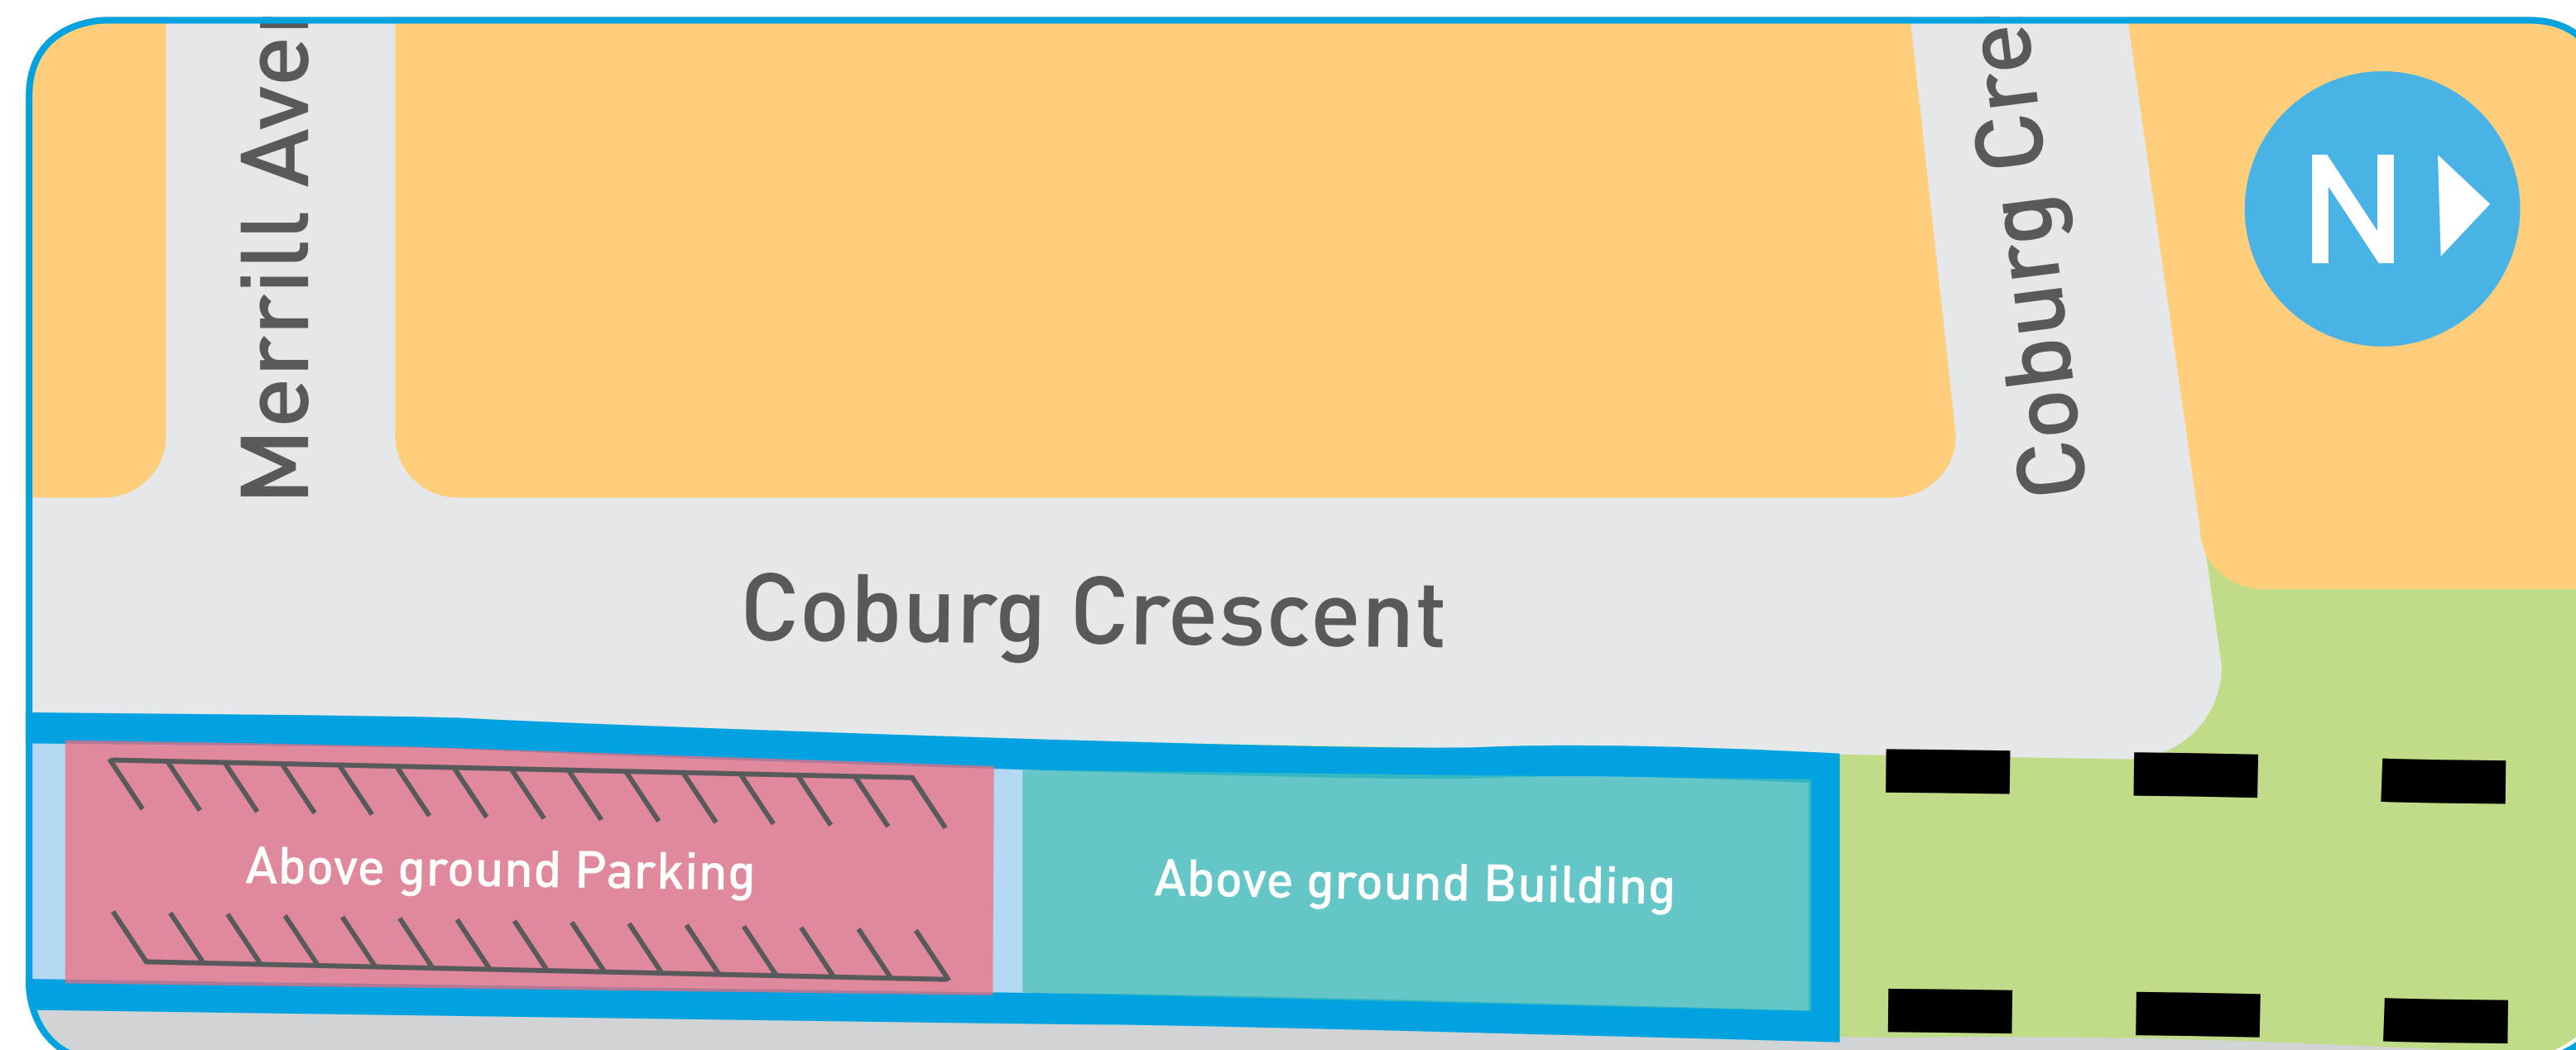 Merrill Ave
Coburg Cre
N
Coburg Crescent
Above ground Parking
Above ground Building